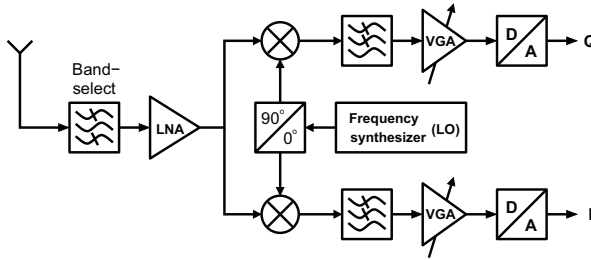 VGA
D
A
Q
Band-
select
LNA
90°
0°
Frequency
synthesizer (LO)
VGA
D
A
I